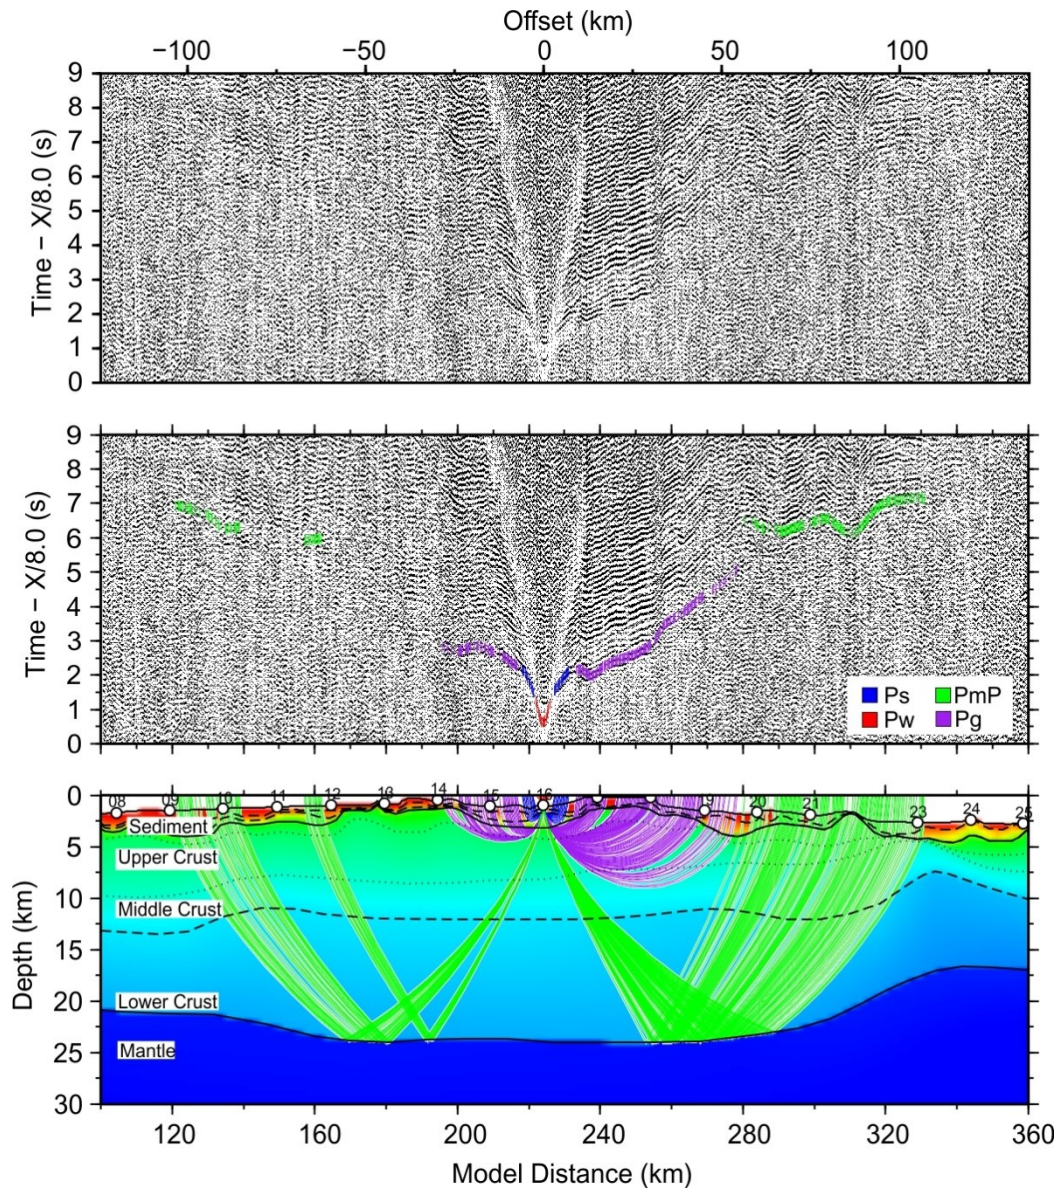 Offset (km)
−100 −50 0 50 100
Time − X/8.0 (s)
9
8
7
6
5
4
3
2
1
0
Time − X/8.0 (s)
9
8
7
6
5
4
3
2
1
0
Ps PmP
Pw Pg
Depth (km)
0
5
10
15
20
25
30
08 09 10 11 12 13 14 15 16 19 20 21 23 24 25
Sediment
Upper Crust
Middle Crust
Lower Crust
Mantle
120 160 200 240 280 320 360
Model Distance (km)